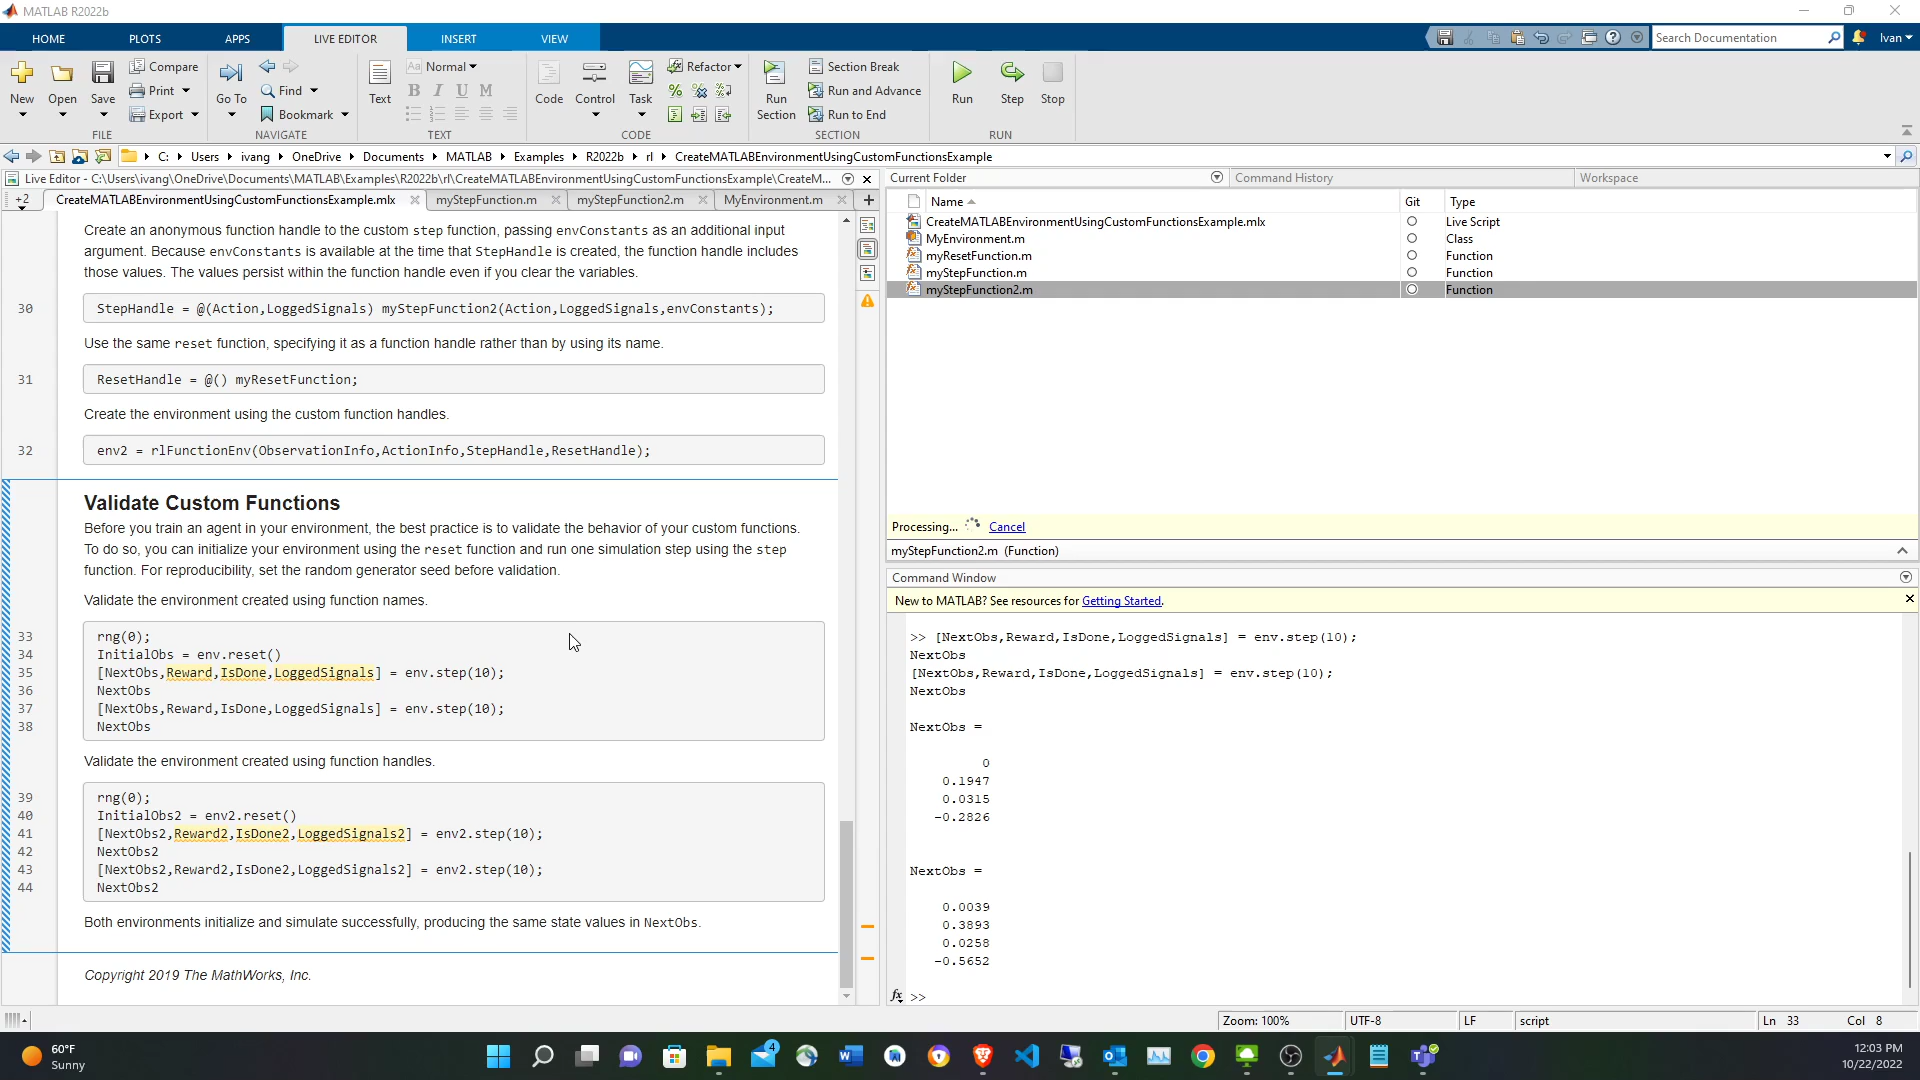 MATLAB R2022b
HOME
PLOTS
APPS
LIVE EDITOR
INSERT
VIEW
Search Documentation
Ivan
New
Open
Save
Compare
Print
Export
FILE
Go To
Find
Bookmark
NAVIGATE
Text
Aa Normal
B I U M
TEXT
Code
Control
Task
Refactor
CODE
Run Section
Section Break
Run and Advance
Run to End
SECTION
Run
Step
Stop
RUN
C: Users ivang OneDrive Documents MATLAB Examples R2022b rl CreateMATLABEnvironmentUsingCustomFunctionsExample
Live Editor - C:\Users\ivang\OneDrive\Documents\MATLAB\Examples\R2022b\rl\CreateMATLABEnvironmentUsingCustomFunctionsExample\CreateM...
+2
CreateMATLABEnvironmentUsingCustomFunctionsExample.mlx
myStepFunction.m
myStepFunction2.m
MyEnvironment.m
Create an anonymous function handle to the custom step function, passing envConstants as an additional input
argument. Because envConstants is available at the time that StepHandle is created, the function handle includes
those values. The values persist within the function handle even if you clear the variables.
30 StepHandle = @(Action,LoggedSignals) myStepFunction2(Action,LoggedSignals,envConstants);
Use the same reset function, specifying it as a function handle rather than by using its name.
31 ResetHandle = @() myResetFunction;
Create the environment using the custom function handles.
32 env2 = rlFunctionEnv(ObservationInfo,ActionInfo,StepHandle,ResetHandle);
Validate Custom Functions
Before you train an agent in your environment, the best practice is to validate the behavior of your custom functions.
To do so, you can initialize your environment using the reset function and run one simulation step using the step
function. For reproducibility, set the random generator seed before validation.
Validate the environment created using function names.
33 rng(0);
34 InitialObs = env.reset()
35 [NextObs,Reward,IsDone,LoggedSignals] = env.step(10);
36 NextObs
37 [NextObs,Reward,IsDone,LoggedSignals] = env.step(10);
38 NextObs
Validate the environment created using function handles.
39 rng(0);
40 InitialObs2 = env2.reset()
41 [NextObs2,Reward2,IsDone2,LoggedSignals2] = env2.step(10);
42 NextObs2
43 [NextObs2,Reward2,IsDone2,LoggedSignals2] = env2.step(10);
44 NextObs2
Both environments initialize and simulate successfully, producing the same state values in NextObs.
Copyright 2019 The MathWorks, Inc.
Current Folder
Command History
Workspace
Name Git Type
CreateMATLABEnvironmentUsingCustomFunctionsExample.mlx Live Script
MyEnvironment.m Class
myResetFunction.m Function
myStepFunction.m Function
myStepFunction2.m Function
Processing... Cancel
myStepFunction2.m (Function)
Command Window
New to MATLAB? See resources for Getting Started.
>> [NextObs,Reward,IsDone,LoggedSignals] = env.step(10);
NextObs
[NextObs,Reward,IsDone,LoggedSignals] = env.step(10);
NextObs
NextObs =
0
0.1947
0.0315
-0.2826
NextObs =
0.0039
0.3893
0.0258
-0.5652
fx >>
Zoom: 100%
UTF-8
LF
script
Ln 33
Col 8
60°F
Sunny
4
12:03 PM
10/22/2022